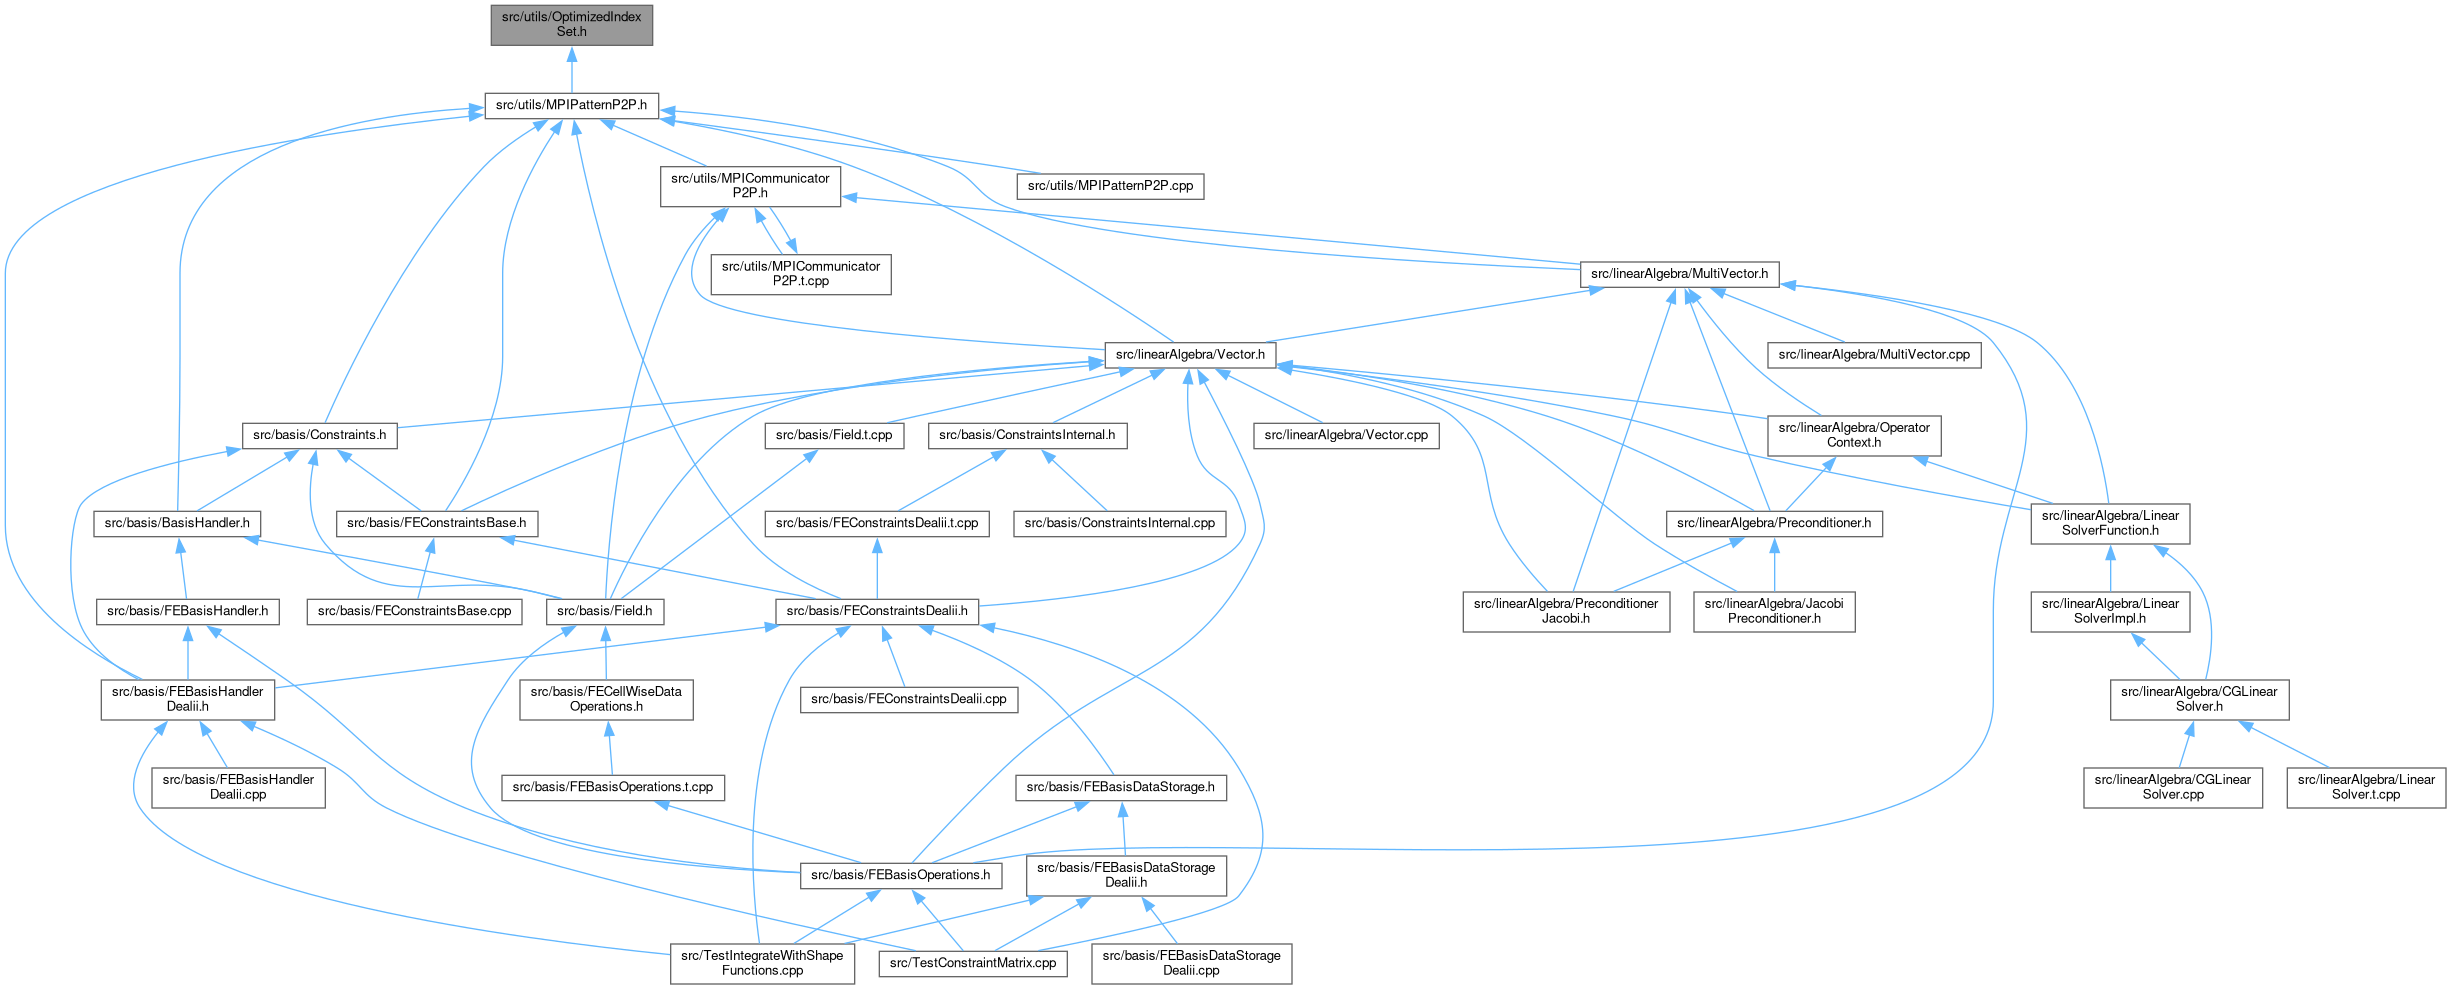 src/utils/OptimizedIndex
Set.h
src/utils/MPIPatternP2P.h
src/utils/MPICommunicator
P2P.h
src/utils/MPIPatternP2P.cpp
src/utils/MPICommunicator
P2P.t.cpp
src/linearAlgebra/MultiVector.h
src/linearAlgebra/Vector.h
src/linearAlgebra/MultiVector.cpp
src/basis/Constraints.h
src/basis/Field.t.cpp
src/basis/ConstraintsInternal.h
src/linearAlgebra/Vector.cpp
src/linearAlgebra/Operator
Context.h
src/basis/BasisHandler.h
src/basis/FEConstraintsBase.h
src/basis/FEConstraintsDealii.t.cpp
src/basis/ConstraintsInternal.cpp
src/linearAlgebra/Preconditioner.h
src/linearAlgebra/Linear
SolverFunction.h
src/basis/FEBasisHandler.h
src/basis/FEConstraintsBase.cpp
src/basis/Field.h
src/basis/FEConstraintsDealii.h
src/linearAlgebra/Preconditioner
Jacobi.h
src/linearAlgebra/Jacobi
Preconditioner.h
src/linearAlgebra/Linear
SolverImpl.h
src/basis/FEBasisHandler
Dealii.h
src/basis/FECellWiseData
Operations.h
src/basis/FEConstraintsDealii.cpp
src/linearAlgebra/CGLinear
Solver.h
src/basis/FEBasisHandler
Dealii.cpp
src/basis/FEBasisOperations.t.cpp
src/basis/FEBasisDataStorage.h
src/linearAlgebra/CGLinear
Solver.cpp
src/linearAlgebra/Linear
Solver.t.cpp
src/basis/FEBasisOperations.h
src/basis/FEBasisDataStorage
Dealii.h
src/TestIntegrateWithShape
Functions.cpp
src/TestConstraintMatrix.cpp
src/basis/FEBasisDataStorage
Dealii.cpp